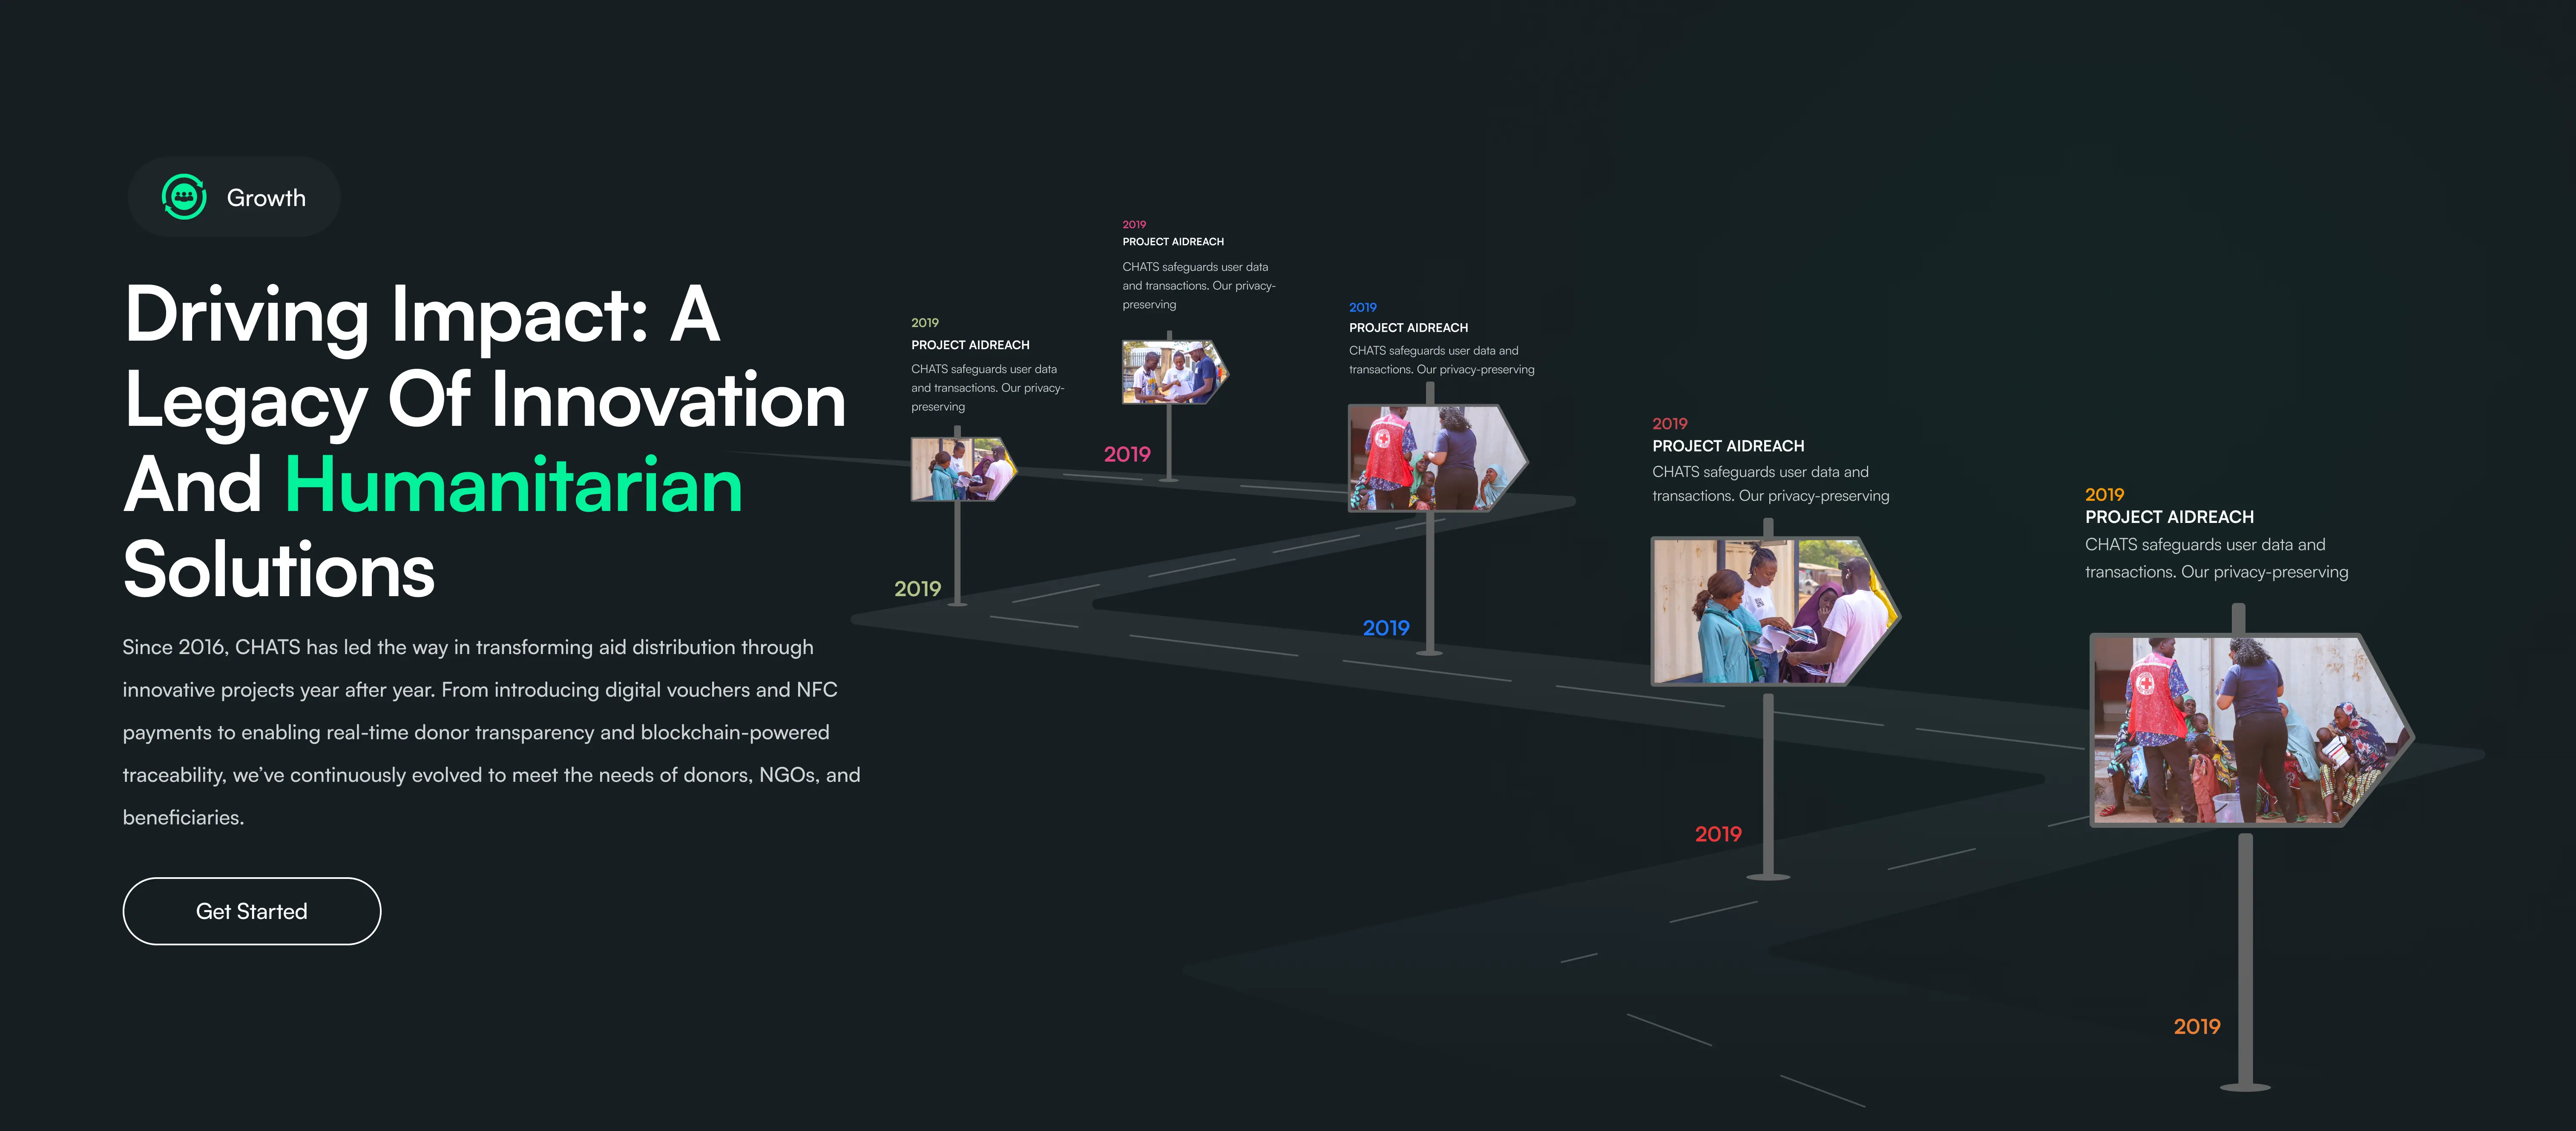 Growth
Driving Impact: A
Legacy Of Innovation
And Humanitarian
Solutions
Since 2016, CHATS has led the way in transforming aid distribution through
innovative projects year after year. From introducing digital vouchers and NFC
payments to enabling real-time donor transparency and blockchain-powered
traceability, we’ve continuously evolved to meet the needs of donors, NGOs, and
beneficiaries.
Get Started
2019
PROJECT AIDREACH
CHATS safeguards user data
and transactions. Our privacy-
preserving
2019
2019
PROJECT AIDREACH
CHATS safeguards user data
and transactions. Our privacy-
preserving
2019
2019
PROJECT AIDREACH
CHATS safeguards user data and
transactions. Our privacy-preserving
2019
2019
PROJECT AIDREACH
CHATS safeguards user data and
transactions. Our privacy-preserving
2019
2019
PROJECT AIDREACH
CHATS safeguards user data and
transactions. Our privacy-preserving
2019